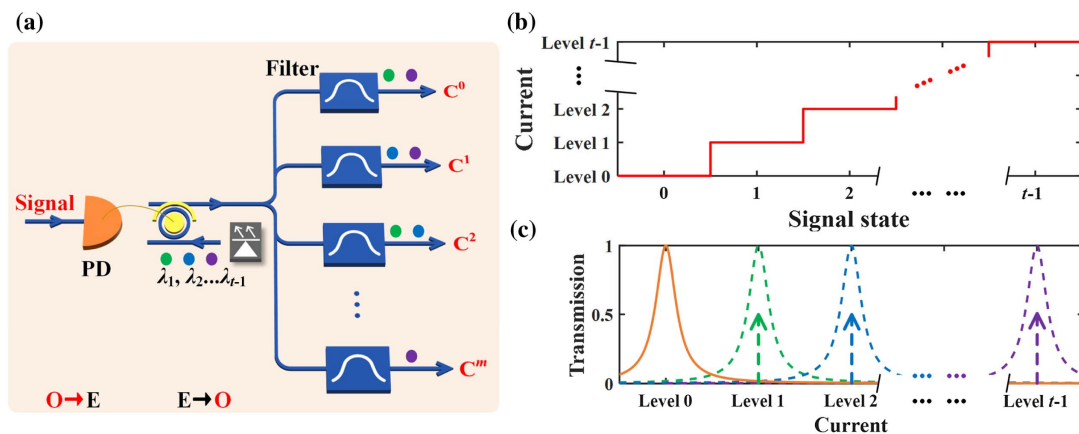 (a)
Filter
C⁰
C¹
Signal
PD
λ₁, λ₂...λₜ₋₁
C²
Cᵐ
O→E
E→O
(b)
Current
Level t-1
Level 2
Level 1
Level 0
0
1
2
t-1
Signal state
(c)
Transmission
1
0.5
0
Level 0
Level 1
Level 2
Level t-1
Current